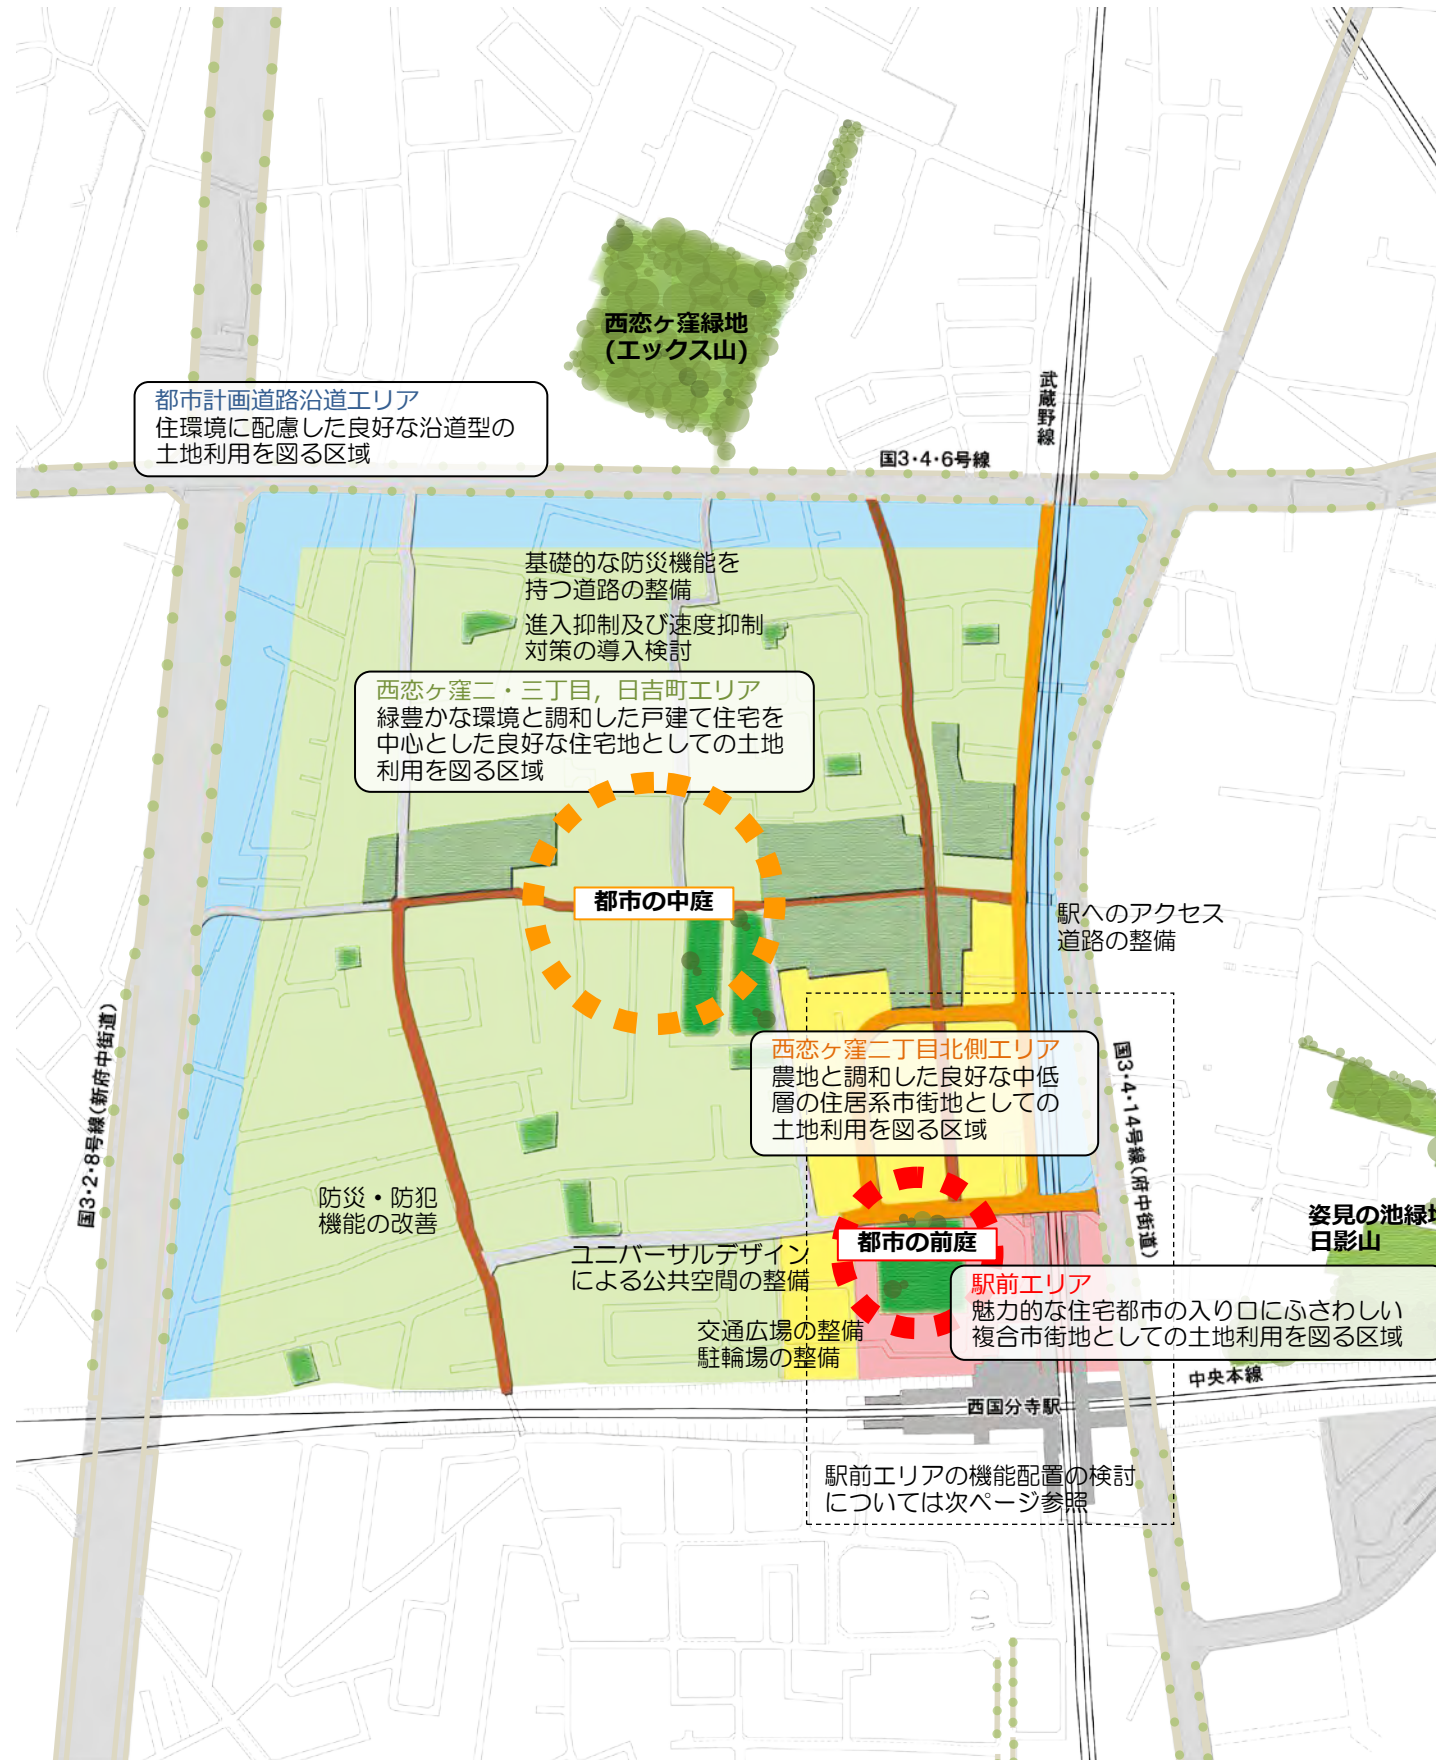 西恋ヶ窪緑地
(エックス山)
武蔵野線
都市計画道路沿道エリア
住環境に配慮した良好な沿道型の
土地利用を図る区域
国3・4・6号線
基礎的な防災機能を
持つ道路の整備
進入抑制及び速度抑制
対策の導入検討
西恋ヶ窪二・三丁目，日吉町エリア
緑豊かな環境と調和した戸建て住宅を
中心とした良好な住宅地としての土地
利用を図る区域
都市の中庭
駅へのアクセス
道路の整備
国3・2・8号線(新府中街道)
西恋ヶ窪二丁目北側エリア
農地と調和した良好な中低
層の住居系市街地としての
土地利用を図る区域
国3・4・14号線(府中街道)
防災・防犯
機能の改善
姿見の池緑地
日影山
都市の前庭
ユニバーサルデザイン
による公共空間の整備
駅前エリア
魅力的な住宅都市の入り口にふさわしい
複合市街地としての土地利用を図る区域
交通広場の整備
駐輪場の整備
中央本線
西国分寺駅
駅前エリアの機能配置の検討
については次ページ参照